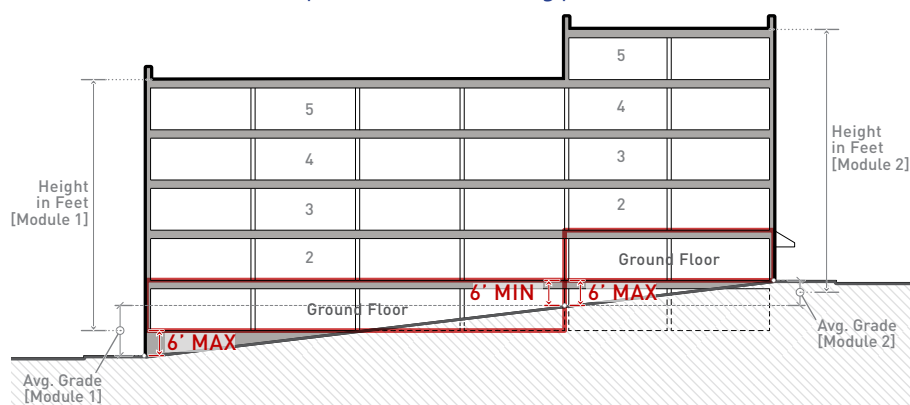 5
5
4
Height
in Feet
[Module 2]
4
3
Height
in Feet
[Module 1]
3
2
2
Ground Floor
6' MIN
6' MAX
Ground Floor
6' MAX
Avg. Grade
[Module 2]
Avg. Grade
[Module 1]